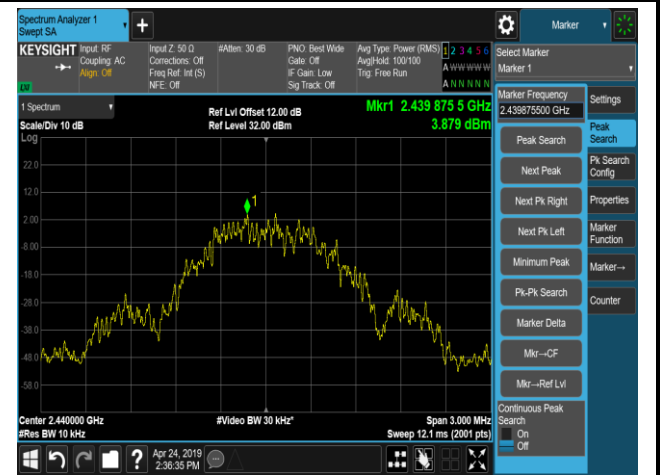 Spectrum Analyzer 1
Swept SA
+
Marker
KEYSIGHT
Input: RF
Coupling: AC
Align: Off
Input Z: 50 Ω
Corrections: Off
Freq Ref: Int (S)
NFE: Off
#Atten: 30 dB
PNO: Best Wide
Gate: Off
IF Gain: Low
Sig Track: Off
Avg Type: Power (RMS)
Avg|Hold: 100/100
Trig: Free Run
1 2 3 4 5 6
A W W W W W
A N N N N N
LXI
Select Marker
Marker 1
1 Spectrum
Scale/Div 10 dB
Log
Ref Lvl Offset 12.00 dB
Ref Level 32.00 dBm
Mkr1 2.439 875 5 GHz
3.879 dBm
22.0
12.0
2.00
-8.00
-18.0
-28.0
-38.0
-48.0
-58.0
1
Center 2.440000 GHz
#Res BW 10 kHz
#Video BW 30 kHz*
Span 3.000 MHz
Sweep 12.1 ms (2001 pts)
Marker Frequency
2.439875500 GHz
Peak Search
Next Peak
Next Pk Right
Next Pk Left
Minimum Peak
Pk-Pk Search
Marker Delta
Mkr→CF
Mkr→Ref Lvl
Continuous Peak
Search
On
Off
Settings
Peak
Search
Pk Search
Config
Properties
Marker
Function
Marker→
Counter
?
Apr 24, 2019
2:36:35 PM